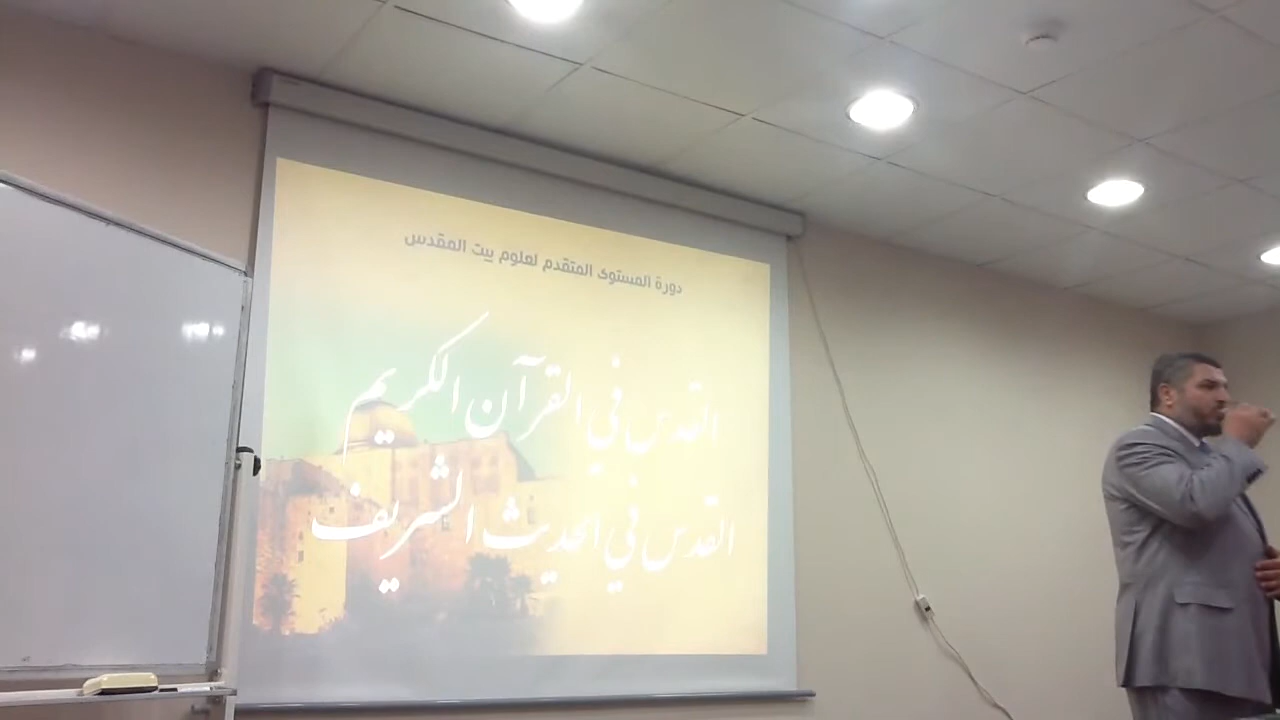 دورة المستوى المتقدم لعلوم بيت المقدس
القدس في القرآن الكريم
القدس في الحديث الشريف